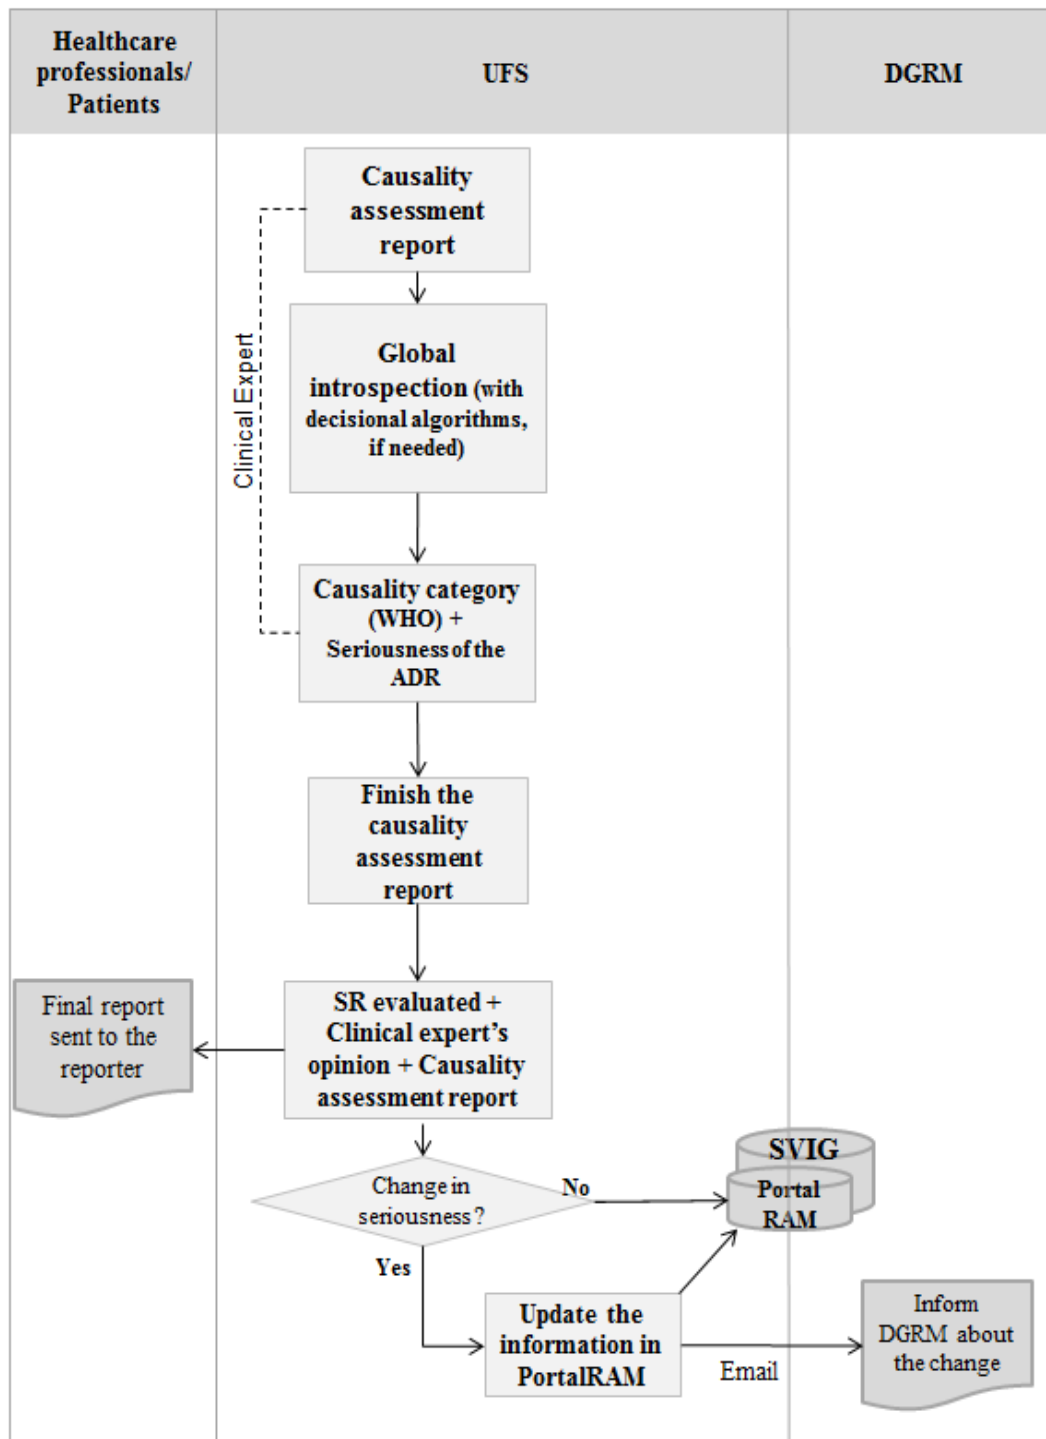 Healthcare
professionals/
Patients
UFS
DGRM
Causality
assessment
report
Clinical Expert
Global
introspection (with
decisional algorithms,
if needed)
Causality category
(WHO) +
Seriousness of the
ADR
Finish the
causality
assessment
report
SR evaluated +
Clinical expert's
opinion + Causality
assessment report
Final report
sent to the
reporter
Change in
seriousness?
No
Yes
SVIG
Portal
RAM
Update the
information in
PortalRAM
Email
Inform
DGRM about
the change